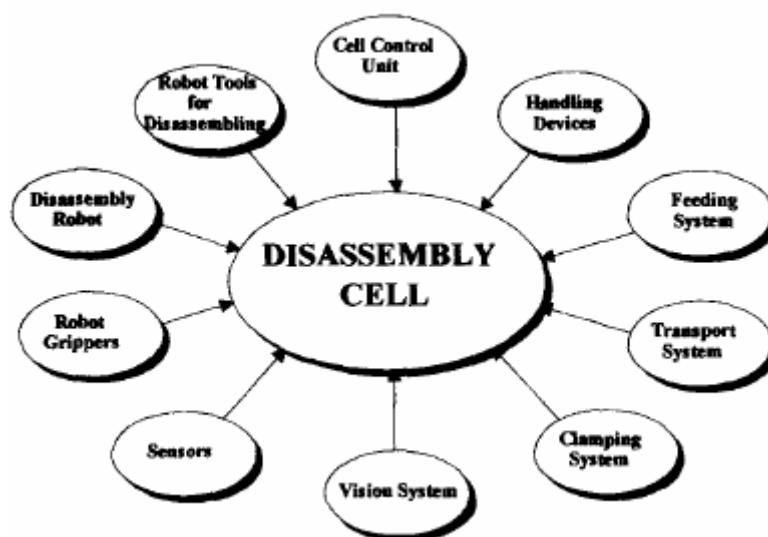 Cell Control
Unit
Robot Tools
for
Disassembling
Handling
Devices
Disassembly
Robot
Feeding
System
DISASSEMBLY
CELL
Robot
Grippers
Transport
System
Sensors
Clamping
System
Vision System